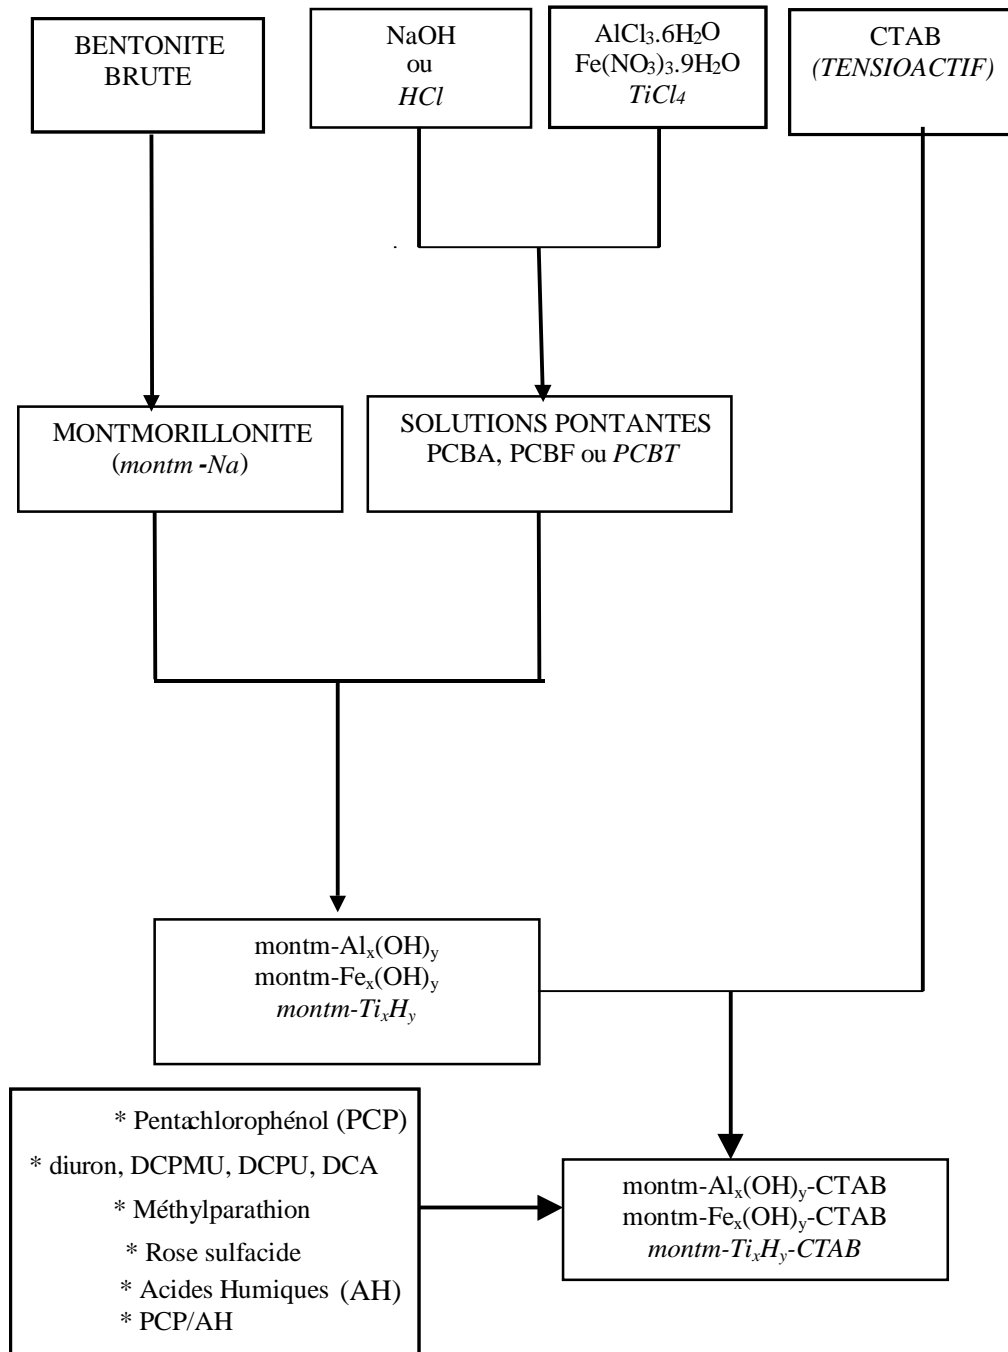 BENTONITE
BRUTE
NaOH
ou
HCl
AlCl₃.6H₂O
Fe(NO₃)₃.9H₂O
TiCl₄
CTAB
(TENSIOACTIF)
MONTMORILLONITE
(montm -Na)
SOLUTIONS PONTANTES
PCBA, PCBF ou PCBT
montm-Alₓ(OH)ᵧ
montm-Feₓ(OH)ᵧ
montm-TiₓHᵧ
* Pentachlorophénol (PCP)
* diuron, DCPMU, DCPU, DCA
* Méthylparathion
* Rose sulfacide
* Acides Humiques (AH)
* PCP/AH
montm-Alₓ(OH)ᵧ-CTAB
montm-Feₓ(OH)ᵧ-CTAB
montm-TiₓHᵧ-CTAB